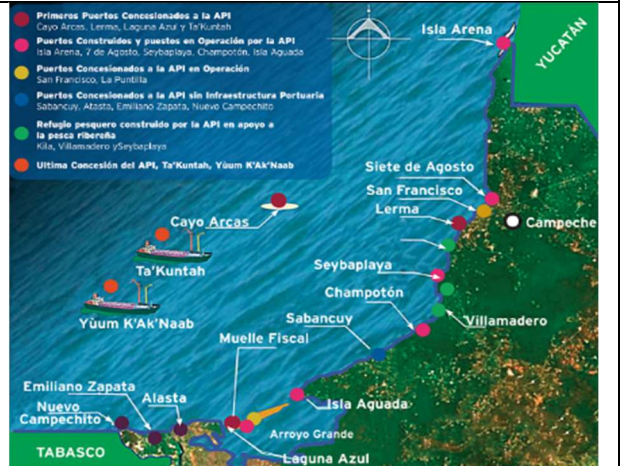 Primeros Puertos Concesionados a la API
Cayo Arcas, Lerma, Laguna Azul y Ta'Kuntah
Puertos Construidos y puestos en Operación por la API
Isla Arena, 7 de Agosto, Seybaplaya, Champotón, Isla Aguada
Puertos Concesionados a la API en Operación
San Francisco, La Puntilla
Puertos Concesionados a la API sin Infraestructura Portuaria
Sabancuy, Atasta, Emiliano Zapata, Nuevo Campechito
Refugio pesquero construido por la API en apoyo a
la pesca ribereña
Kila, Villamadero ySeybaplaya
Ultima Concesión del API, Ta'Kuntah, Yùum K'Ak'Naab
Isla Arena
YUCATÁN
Siete de Agosto
San Francisco
Lerma
Campeche
Cayo Arcas
Ta'Kuntah
Seybaplaya
Champotón
Yùum K'Ak'Naab
Villamadero
Sabancuy
Muelle Fiscal
Emiliano Zapata
Alasta
Nuevo
Campechito
Isla Aguada
Arroyo Grande
Laguna Azul
TABASCO